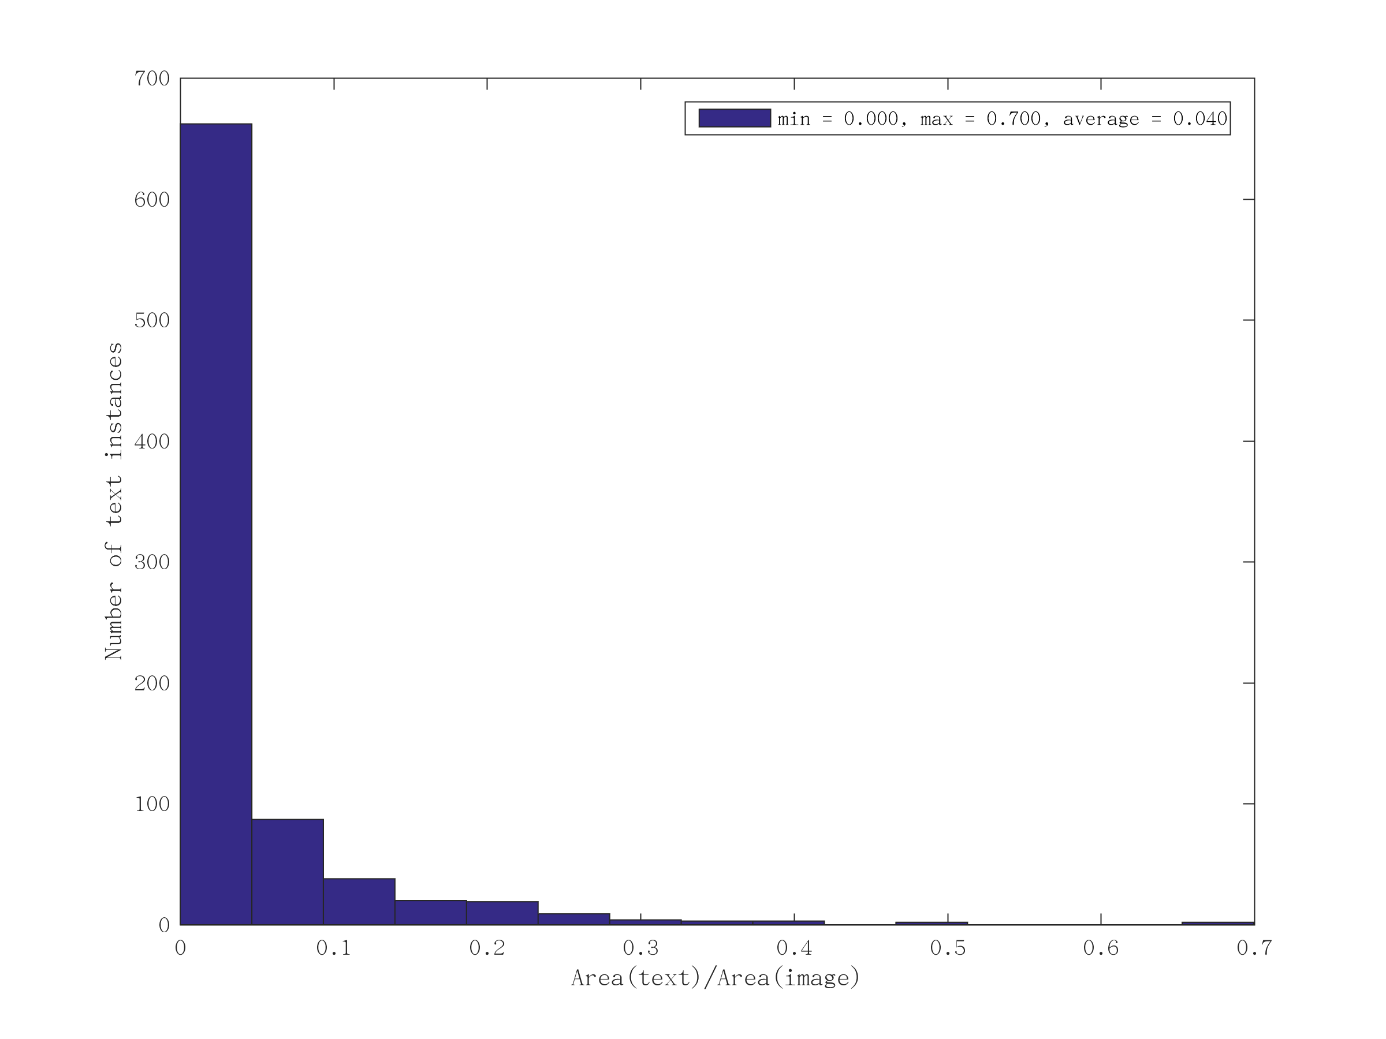 700
min = 0.000, max = 0.700, average = 0.040
600
500
400
300
200
100
0
Number of text instances
0 0.1 0.2 0.3 0.4 0.5 0.6 0.7
Area(text)/Area(image)